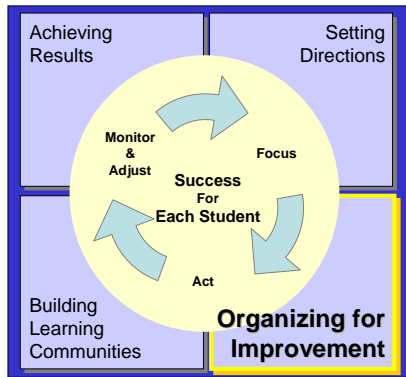 Achieving
Results
Setting
Directions
Monitor
&
Adjust
Focus
Success
For
Each Student
Act
Building
Learning
Communities
Organizing for
Improvement